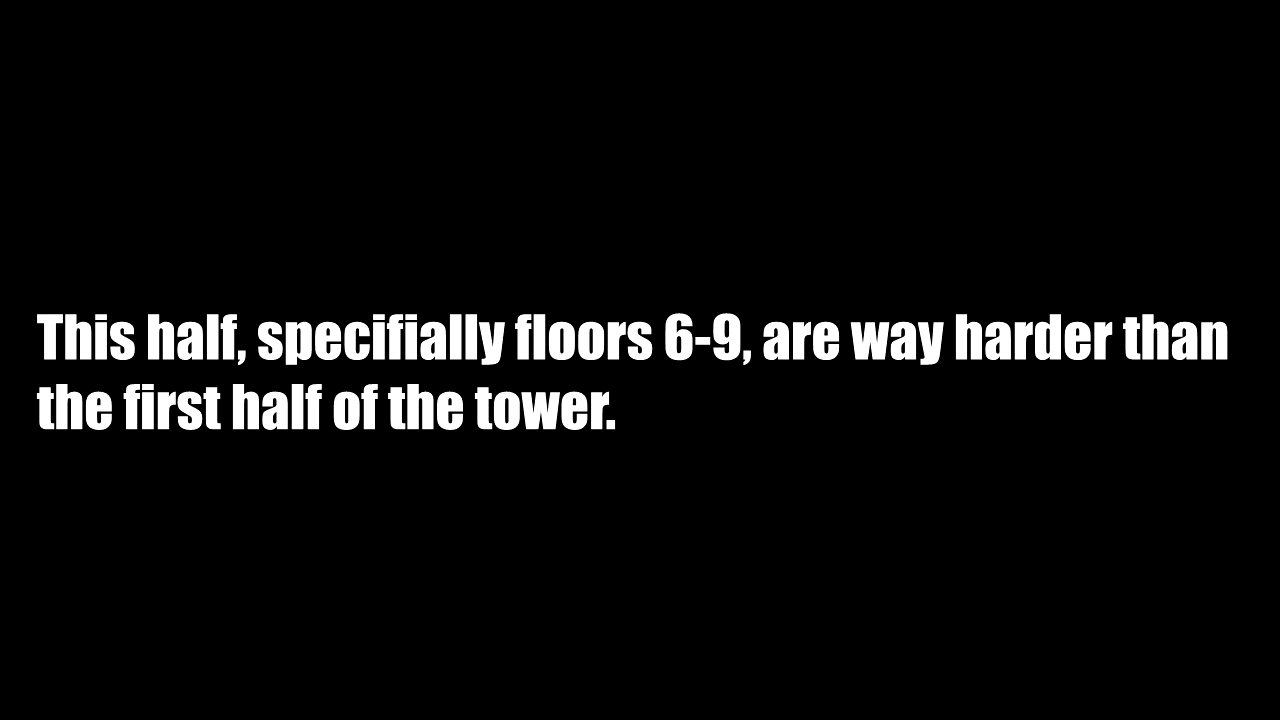 This half, specifially floors 6-9, are way harder than
the first half of the tower.